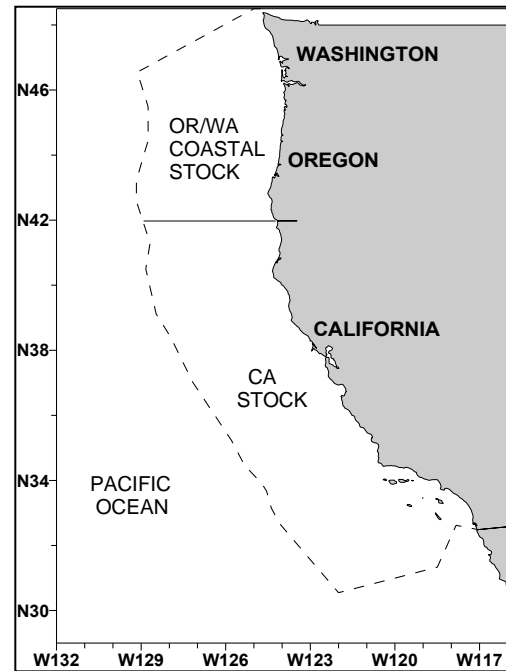 WASHINGTON
N46
OR/WA
COASTAL
STOCK
OREGON
N42
CALIFORNIA
N38
CA
STOCK
N34
PACIFIC
OCEAN
N30
W132 W129 W126 W123 W120 W117